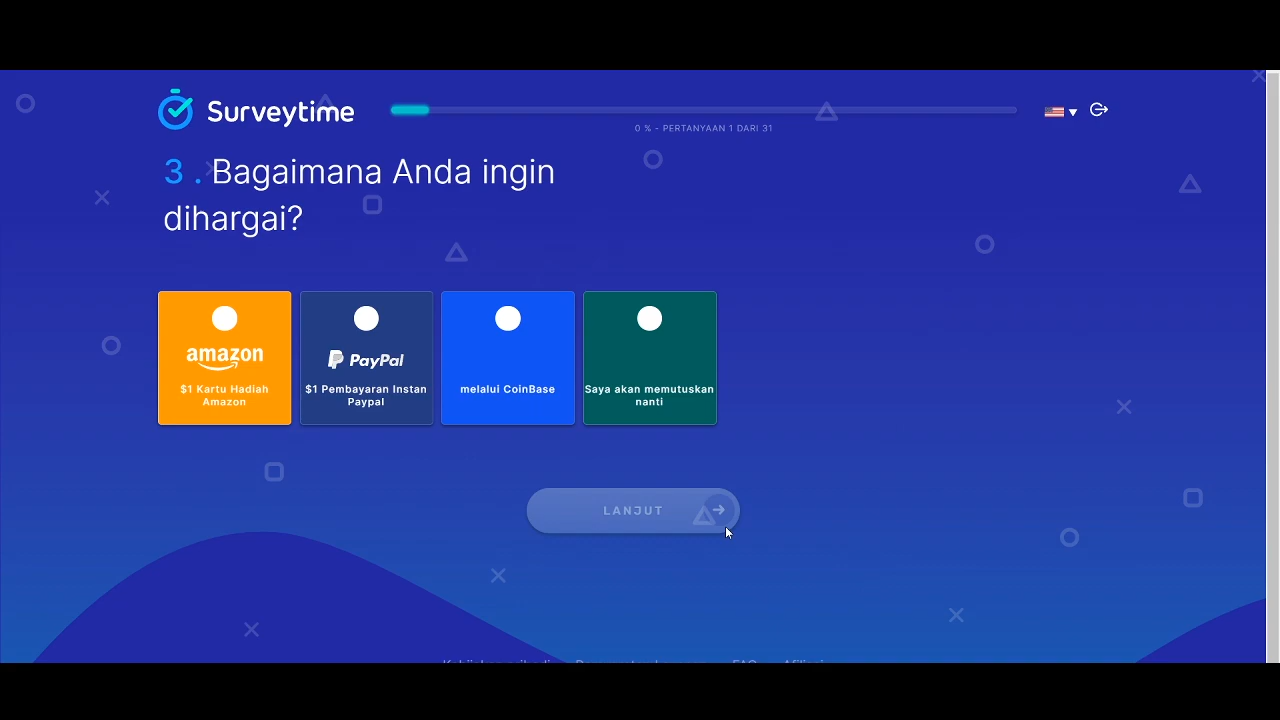 Surveytime
0 % - PERTANYAAN 1 DARI 31
3 . Bagaimana Anda ingin
dihargai?
amazon
$1 Kartu Hadiah
Amazon
PayPal
$1 Pembayaran Instan
Paypal
melalui CoinBase
Saya akan memutuskan
nanti
LANJUT